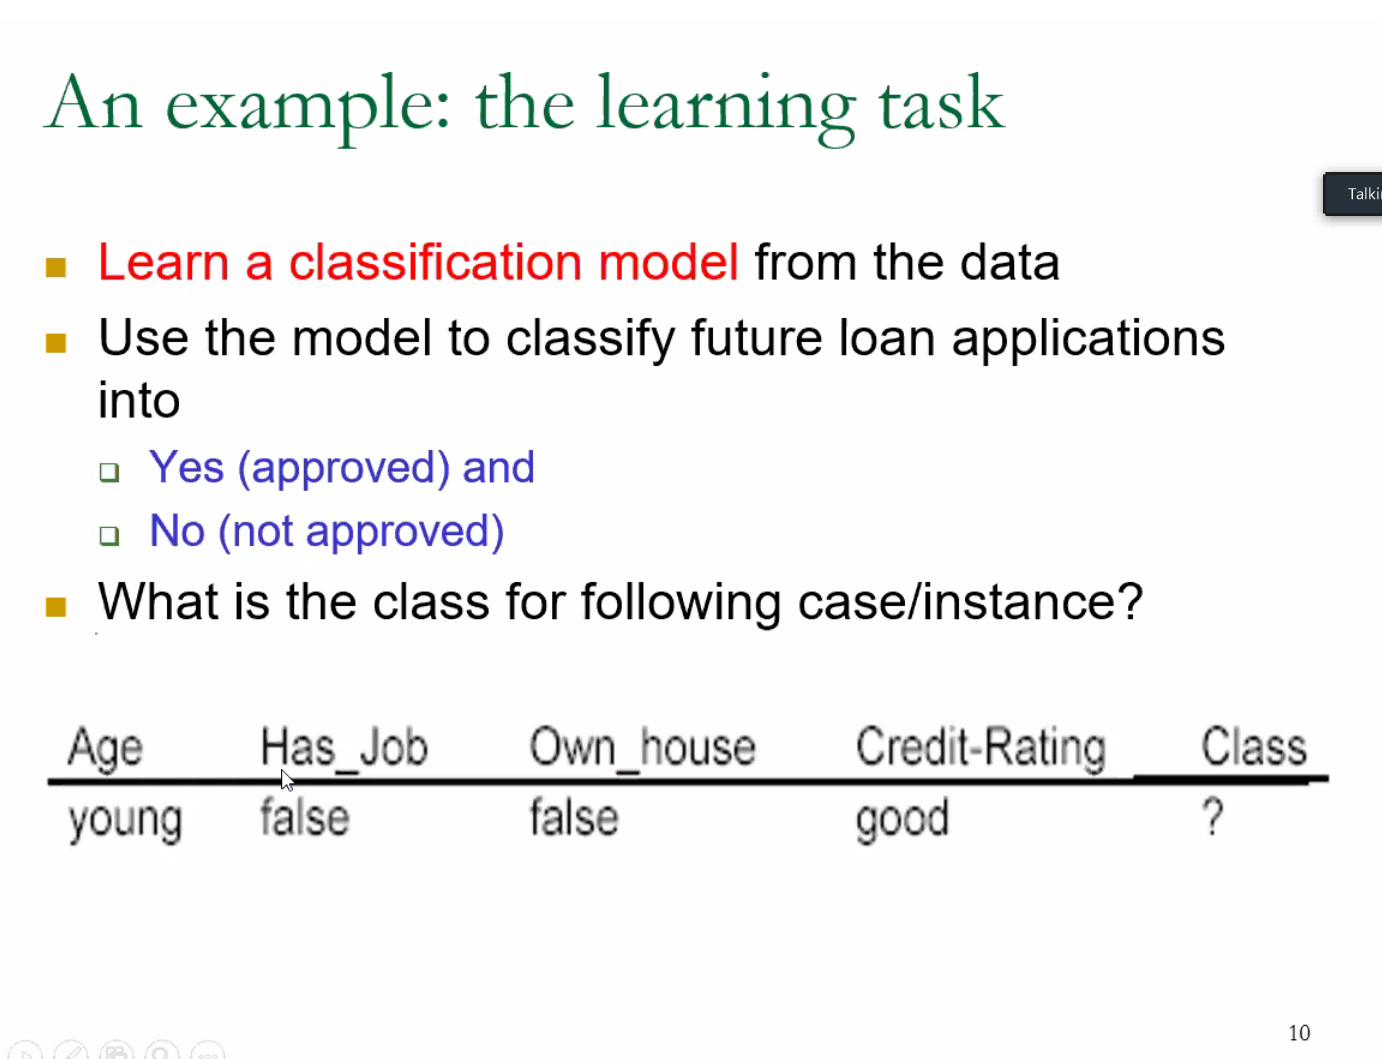 An example: the learning task
Talki
Learn a classification model from the data
Use the model to classify future loan applications
into
Yes (approved) and
No (not approved)
What is the class for following case/instance?
Age Has_Job Own_house Credit-Rating Class
young false false good ?
10